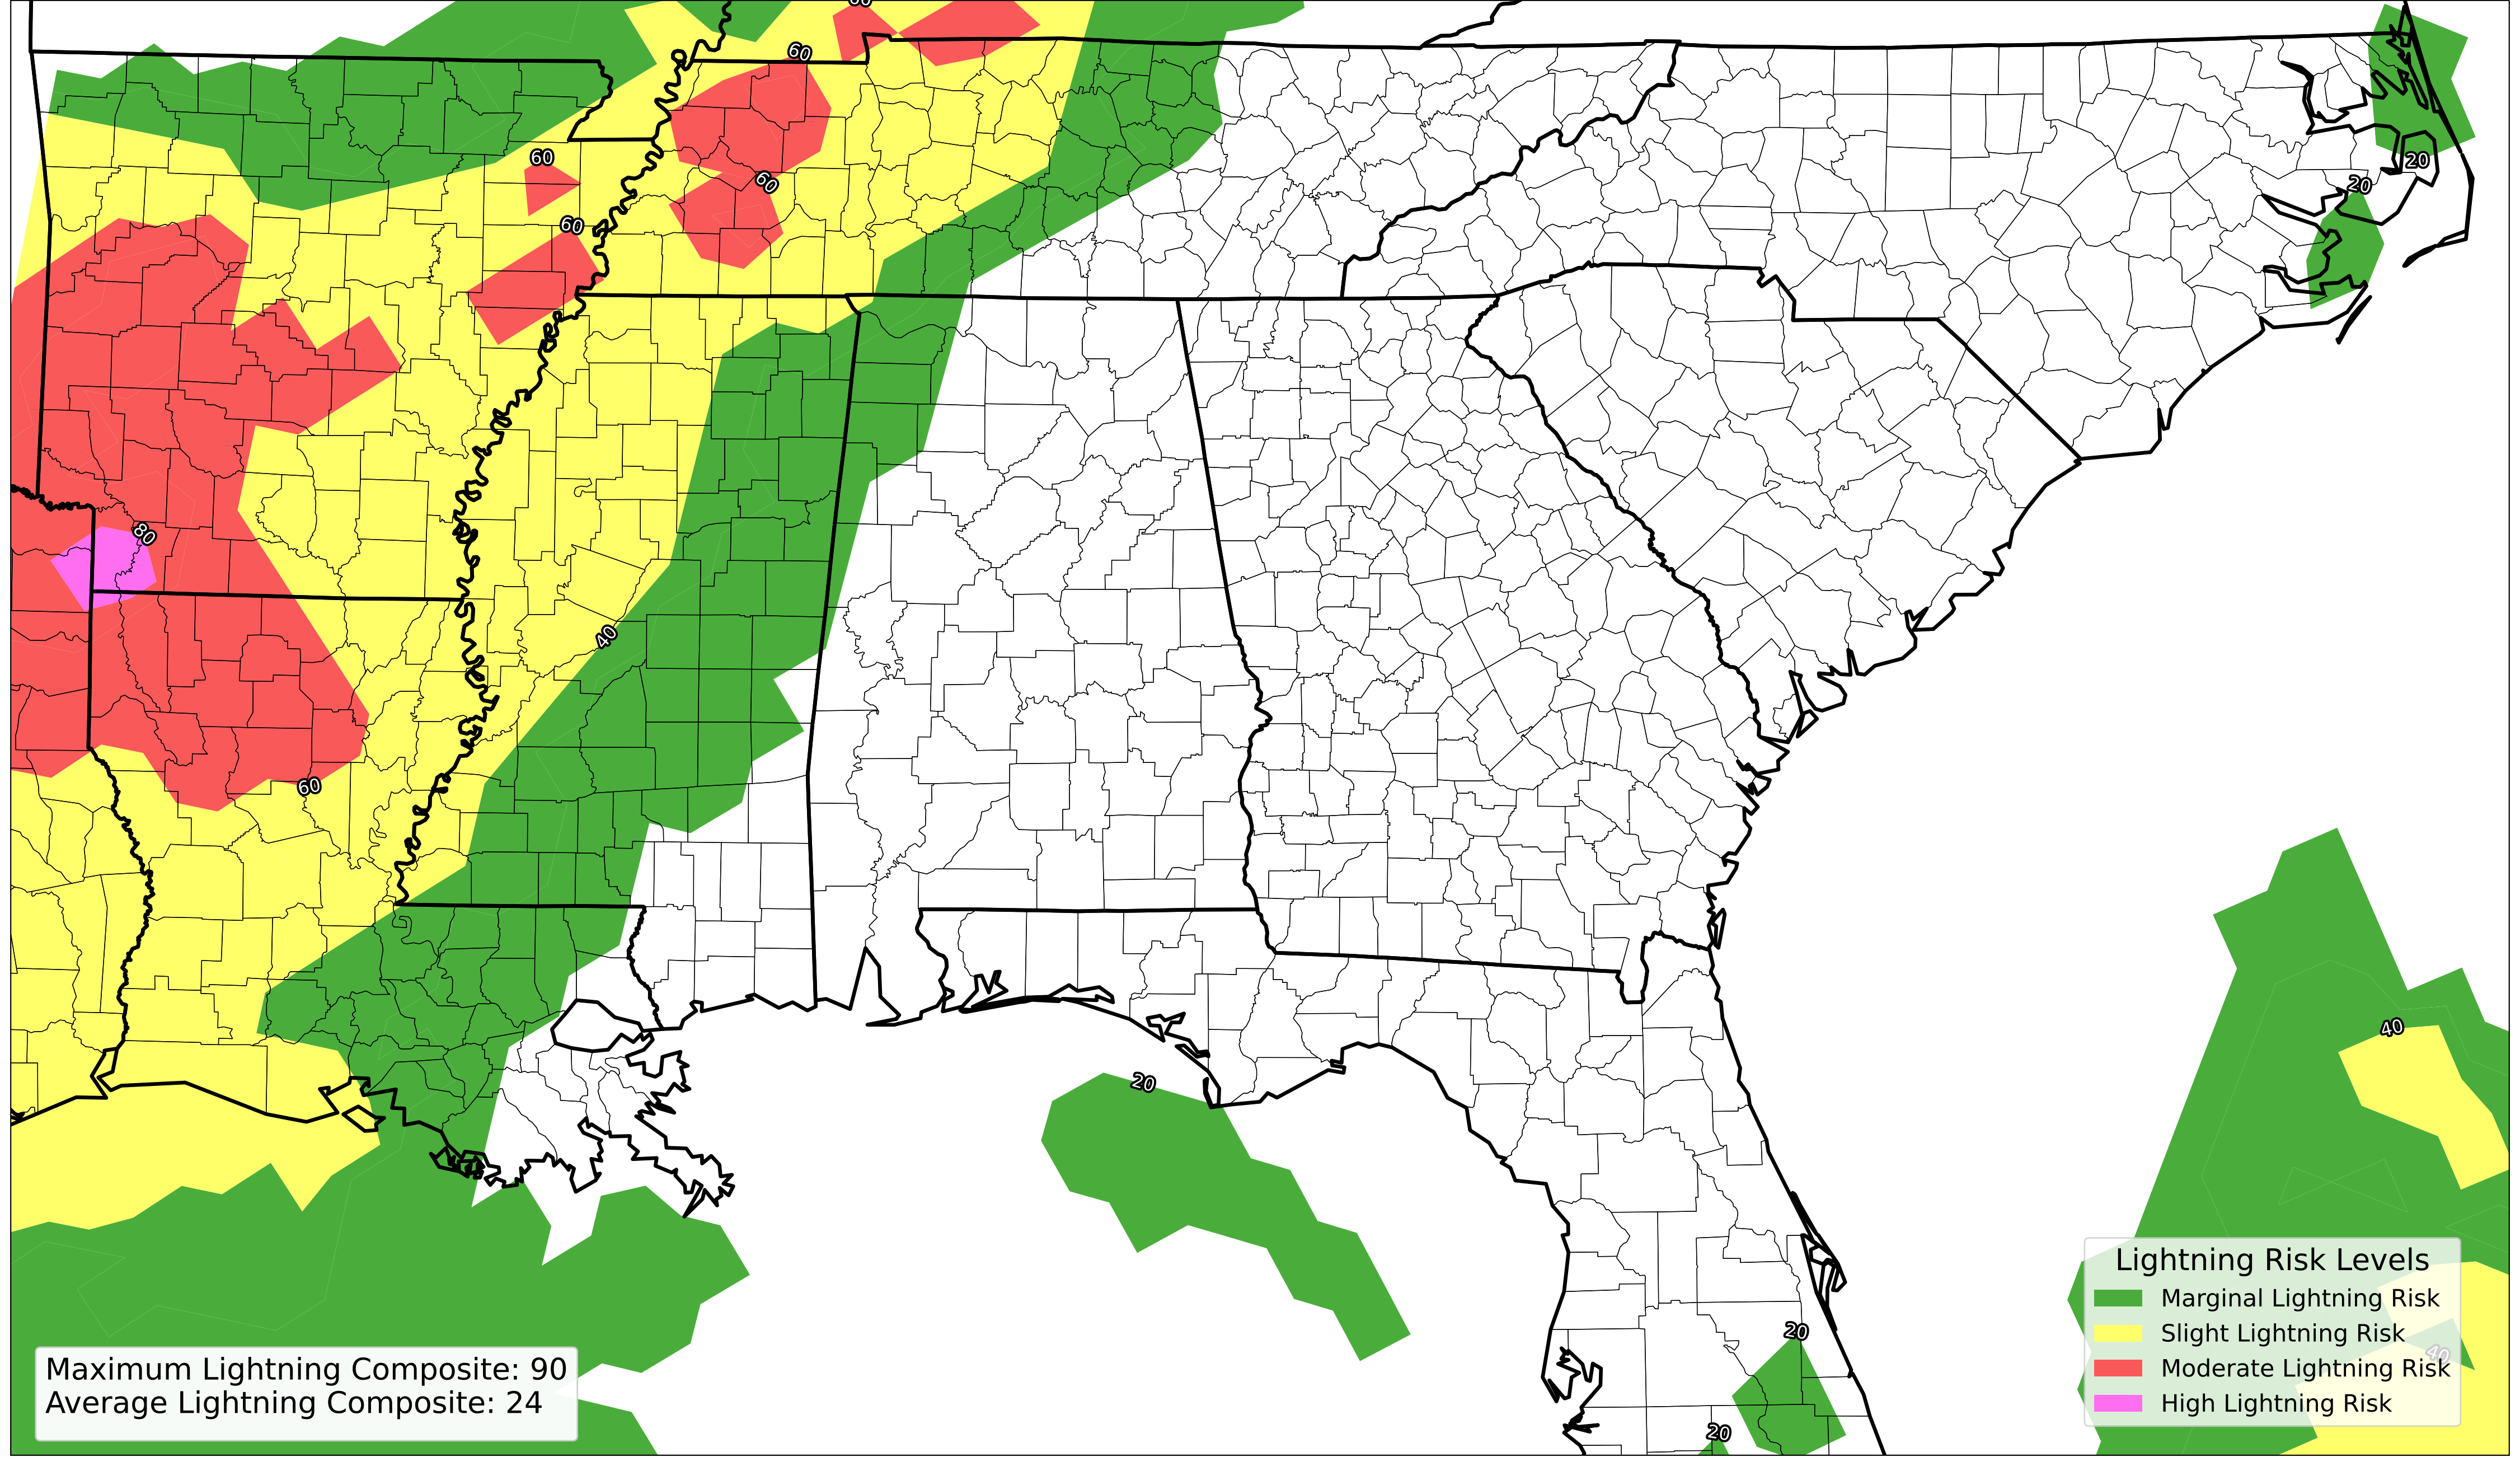 60
60
60
60
60
20
20
80
40
60
40
20
20
20
40
Lightning Risk Levels
Marginal Lightning Risk
Slight Lightning Risk
Moderate Lightning Risk
High Lightning Risk
Maximum Lightning Composite: 90
Average Lightning Composite: 24